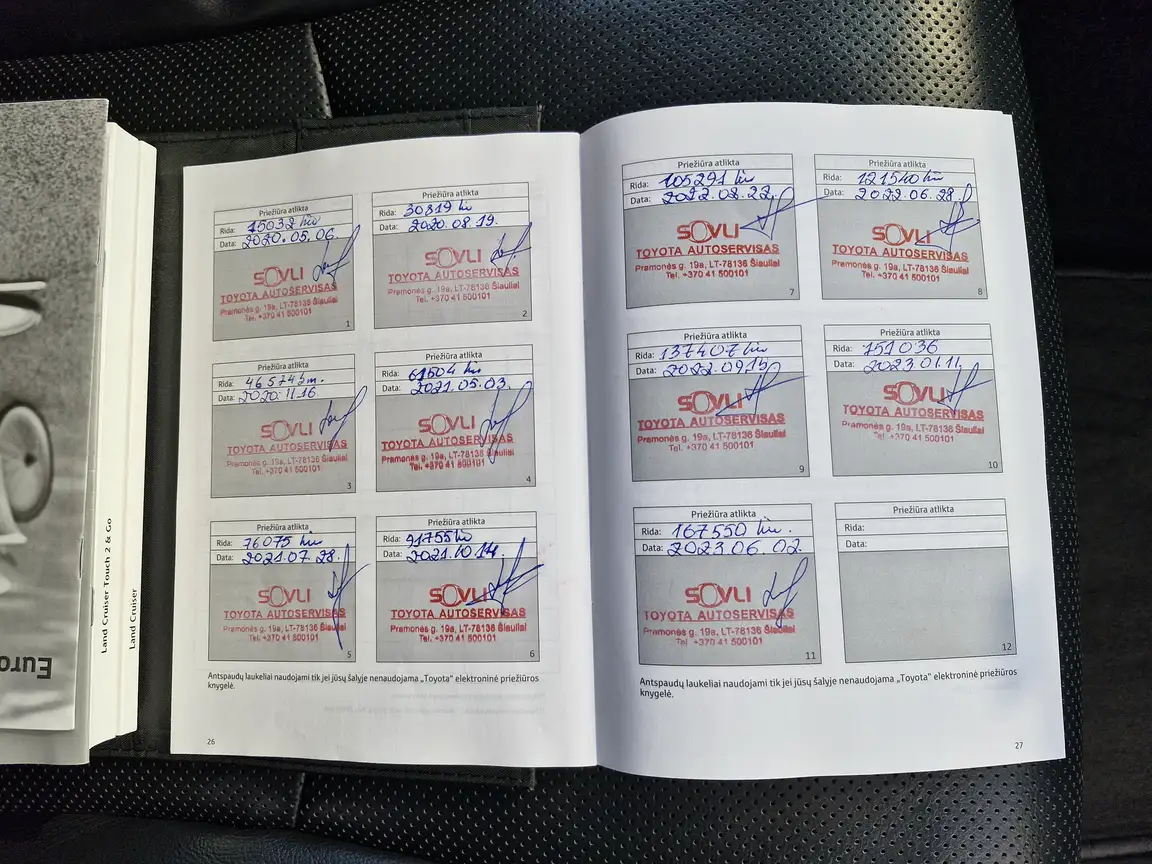 Euro
Land Cruiser Touch 2 & Go
Land Cruiser
Priežiūra atlikta
Rida: 15032 km
Data: 2020.05.06.
SOVLI
TOYOTA AUTOSERVISAS
Pramonės g. 19a, LT-78136 Šiauliai
Tel. +370 41 500101
1
Priežiūra atlikta
Rida: 30819 km
Data: 2020.08.19.
SOVLI
TOYOTA AUTOSERVISAS
Pramonės g. 19a, LT-78136 Šiauliai
Tel. +370 41 500101
2
Priežiūra atlikta
Rida: 46574 km.
Data: 2020.11.16.
SOVLI
TOYOTA AUTOSERVISAS
Pramonės g. 19a, LT-78136 Šiauliai
Tel. +370 41 500101
3
Priežiūra atlikta
Rida: 61504 km
Data: 2021.05.03.
SOVLI
TOYOTA AUTOSERVISAS
Pramonės g. 19a, LT-78136 Šiauliai
Tel. +370 41 500101
4
Priežiūra atlikta
Rida: 76075 km
Data: 2021.07.28.
SOVLI
TOYOTA AUTOSERVISAS
Pramonės g. 19a, LT-78136 Šiauliai
Tel. +370 41 500101
5
Priežiūra atlikta
Rida: 91755 km
Data: 2021.10.14.
SOVLI
TOYOTA AUTOSERVISAS
Pramonės g. 19a, LT-78136 Šiauliai
Tel. +370 41 500101
6
Antspaudų laukeliai naudojami tik jei jūsų šalyje nenaudojama „Toyota" elektroninė priežiūros
knygelė.
26
Priežiūra atlikta
Rida: 105291 km
Data: 2022.02.22.
SOVLI
TOYOTA AUTOSERVISAS
Pramonės g. 19a, LT-78136 Šiauliai
Tel. +370 41 500101
7
Priežiūra atlikta
Rida: 121540 km
Data: 2022.06.28.
SOVLI
TOYOTA AUTOSERVISAS
Pramonės g. 19a, LT-78136 Šiauliai
Tel. +370 41 500101
8
Priežiūra atlikta
Rida: 137407 km
Data: 2022.09.15
SOVLI
TOYOTA AUTOSERVISAS
Pramonės g. 19a, LT-78136 Šiauliai
Tel. +370 41 500101
9
Priežiūra atlikta
Rida: 151036
Data: 2023.01.11.
SOVLI
TOYOTA AUTOSERVISAS
Pramonės g. 19a, LT-78136 Šiauliai
Tel. +370 41 500101
10
Priežiūra atlikta
Rida: 167550 km.
Data: 2023.06.02.
SOVLI
TOYOTA AUTOSERVISAS
Pramonės g. 19a, LT-78136 Šiauliai
Tel. +370 41 500101
11
Priežiūra atlikta
Rida:
Data:
12
Antspaudų laukeliai naudojami tik jei jūsų šalyje nenaudojama „Toyota" elektroninė priežiūros
knygelė.
27